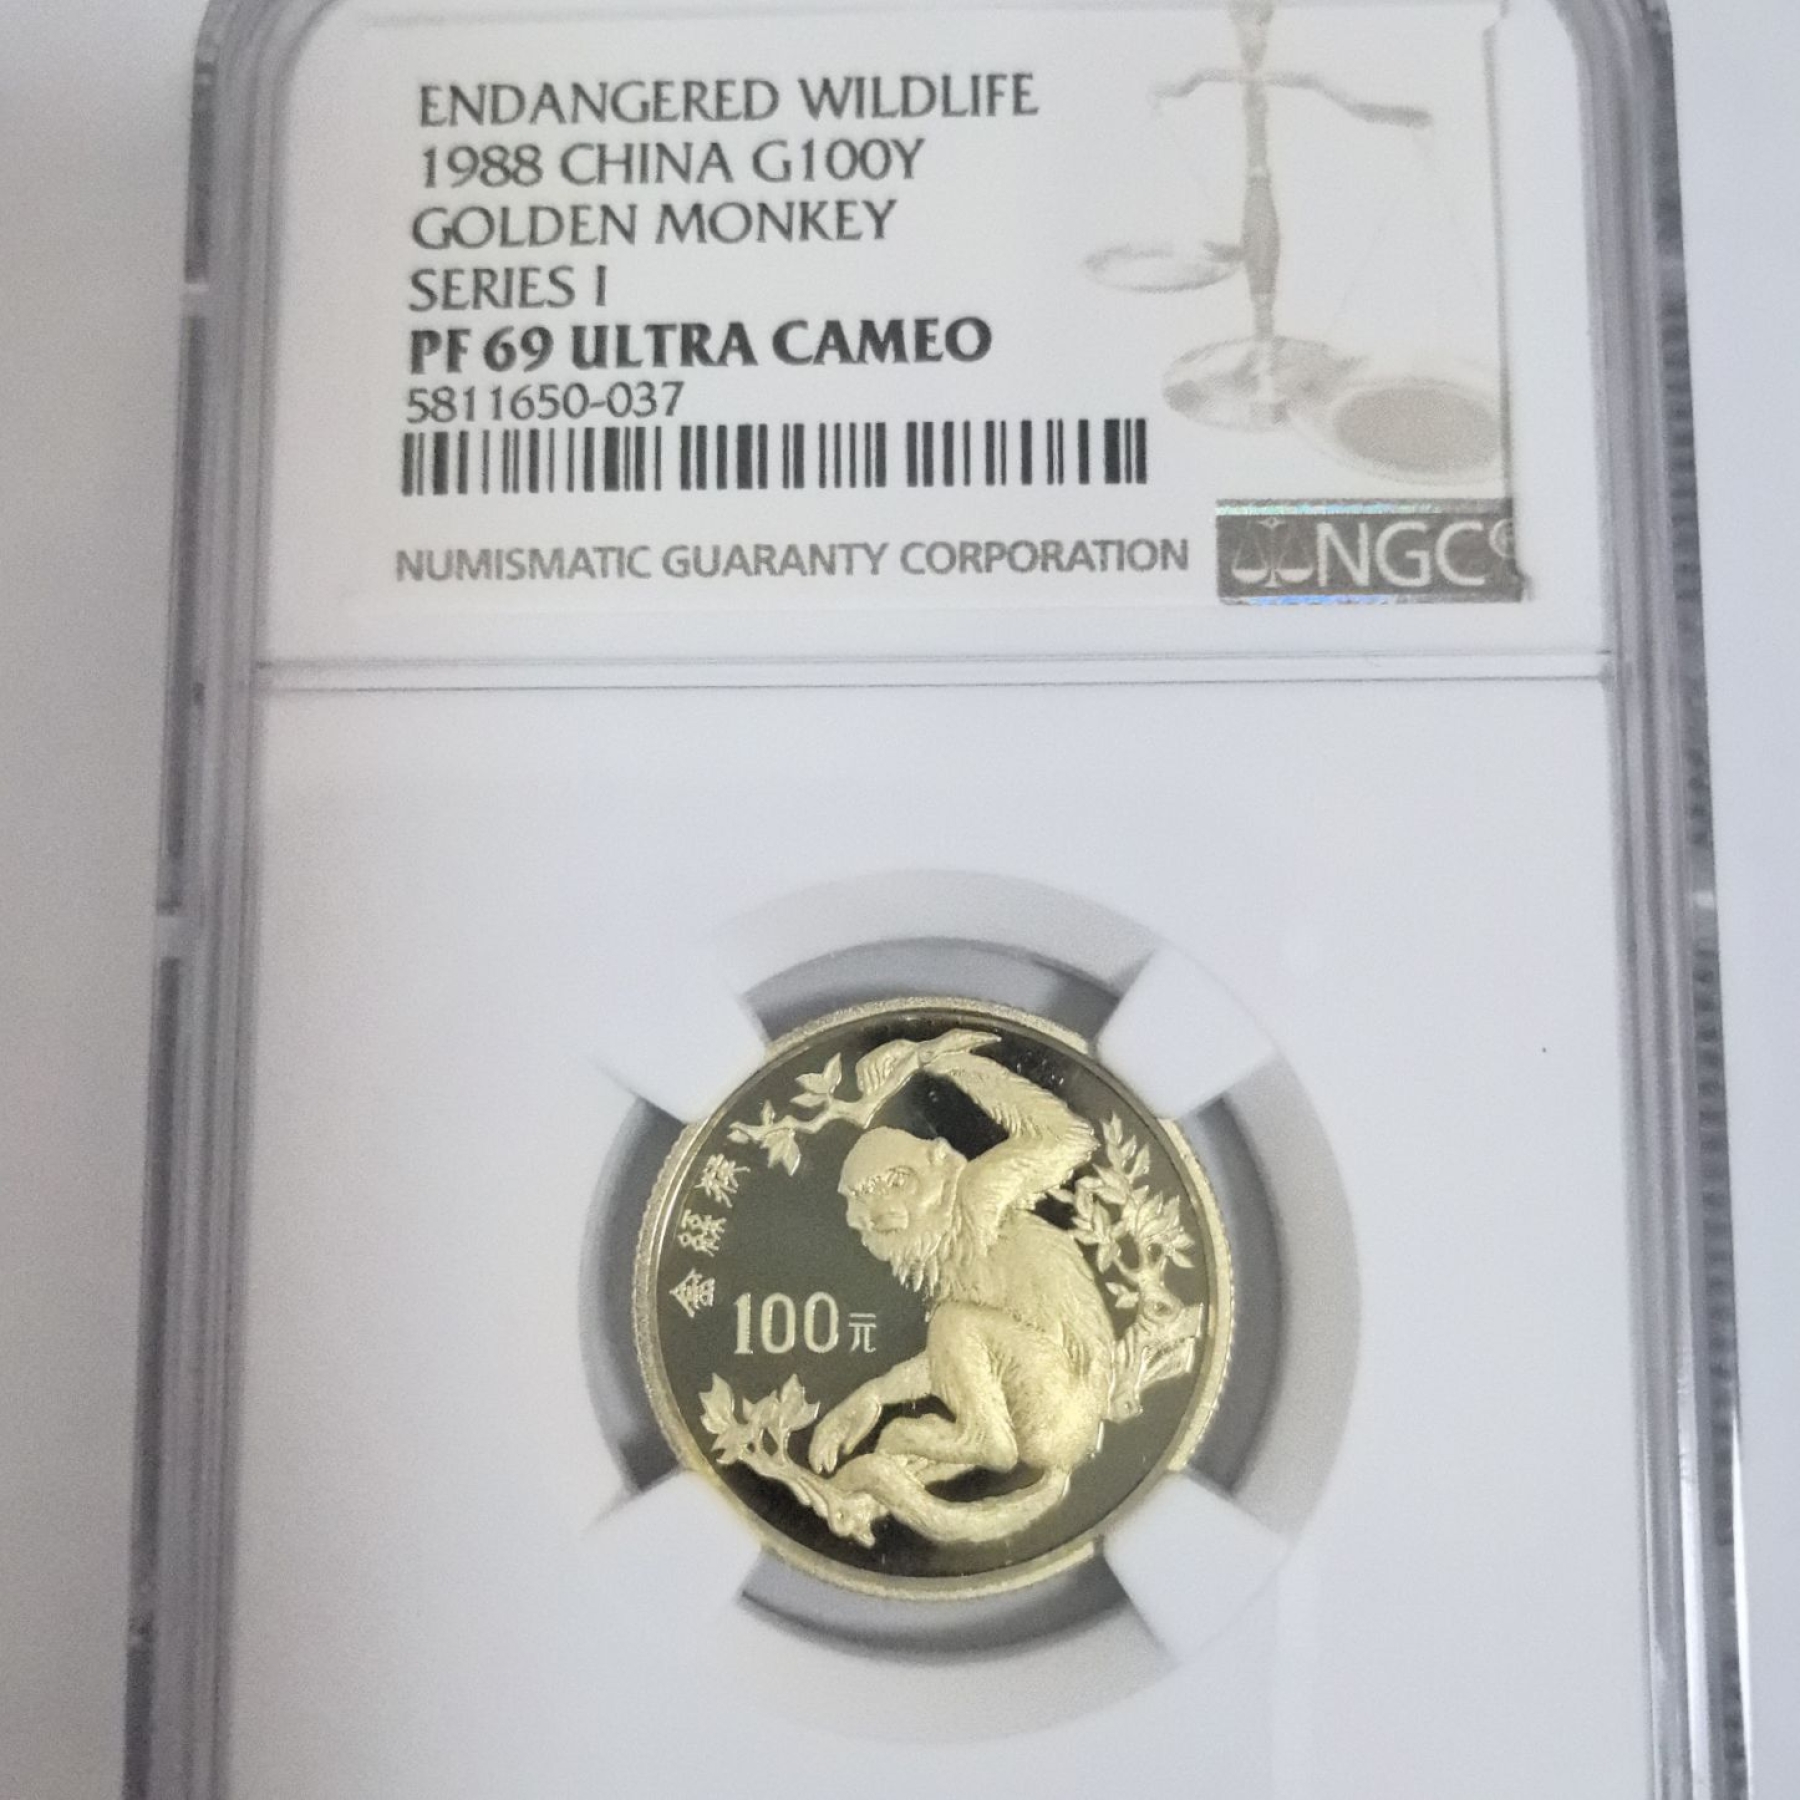 ENDANGERED WILDLIFE
1988 CHINA G100Y
GOLDEN MONKEY
SERIES I
PF 69 ULTRA CAMEO
5811650-037
NUMISMATIC GUARANTY CORPORATION
NGC
金絲猴
100元